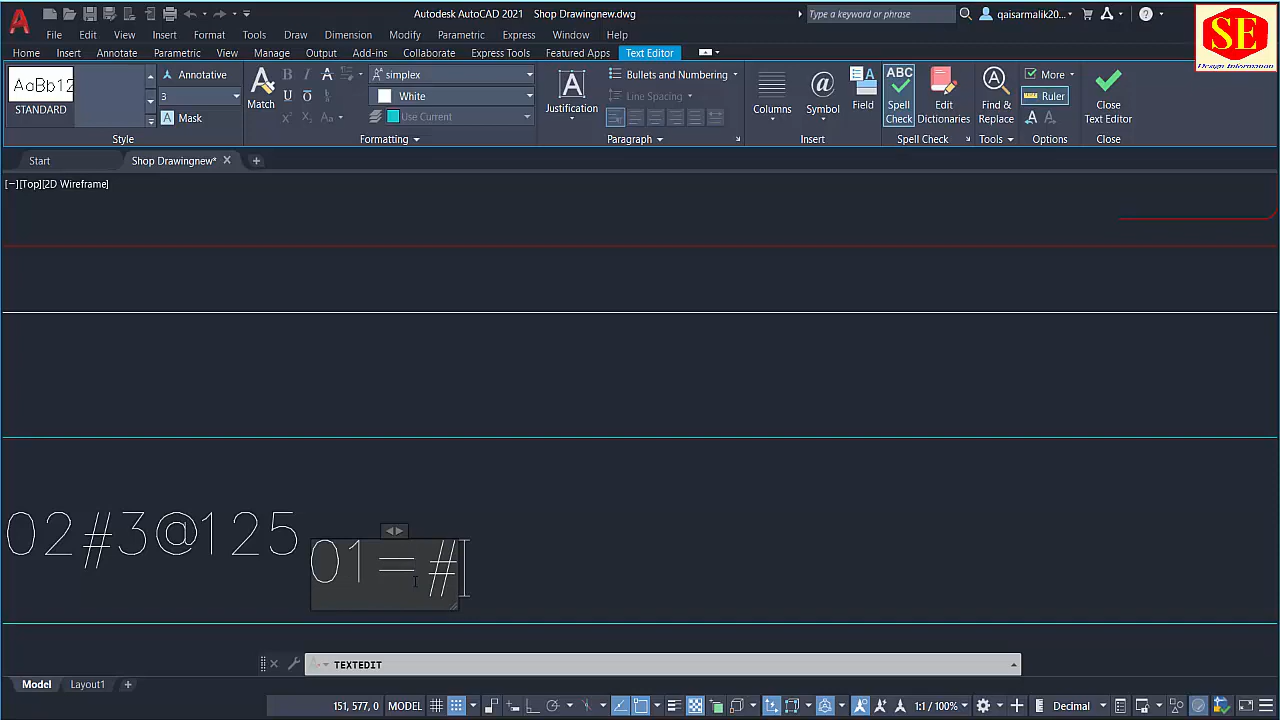 Autodesk AutoCAD 2021 Shop Drawingnew.dwg
Type a keyword or phrase
qaisarmalik20...
SE
Design Information
File Edit View Insert Format Tools Draw Dimension Modify Parametric Express Window Help
Home Insert Annotate Parametric View Manage Output Add-ins Collaborate Express Tools Featured Apps Text Editor
AaBb12
STANDARD
Annotative
3
Mask
Style
Match
simplex
White
Use Current
Formatting
Justification
Bullets and Numbering
Line Spacing
Paragraph
Columns
Symbol
Field
Insert
ABC
Spell Check
Edit Dictionaries
Spell Check
Find & Replace
Tools
More
Ruler
Options
Close Text Editor
Close
Start
Shop Drawingnew*
[−][Top][2D Wireframe]
02#3@125
01=#
TEXTEDIT
Model Layout1
151, 577, 0 MODEL
1:1 / 100%
Decimal